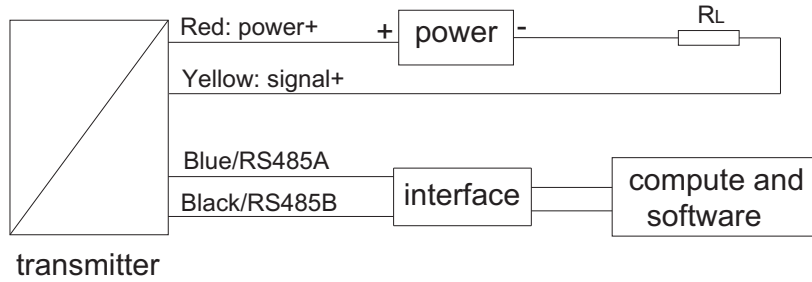 Red: power+
+ power -
RL
Yellow: signal+
Blue/RS485A
Black/RS485B
interface
compute and
software
transmitter